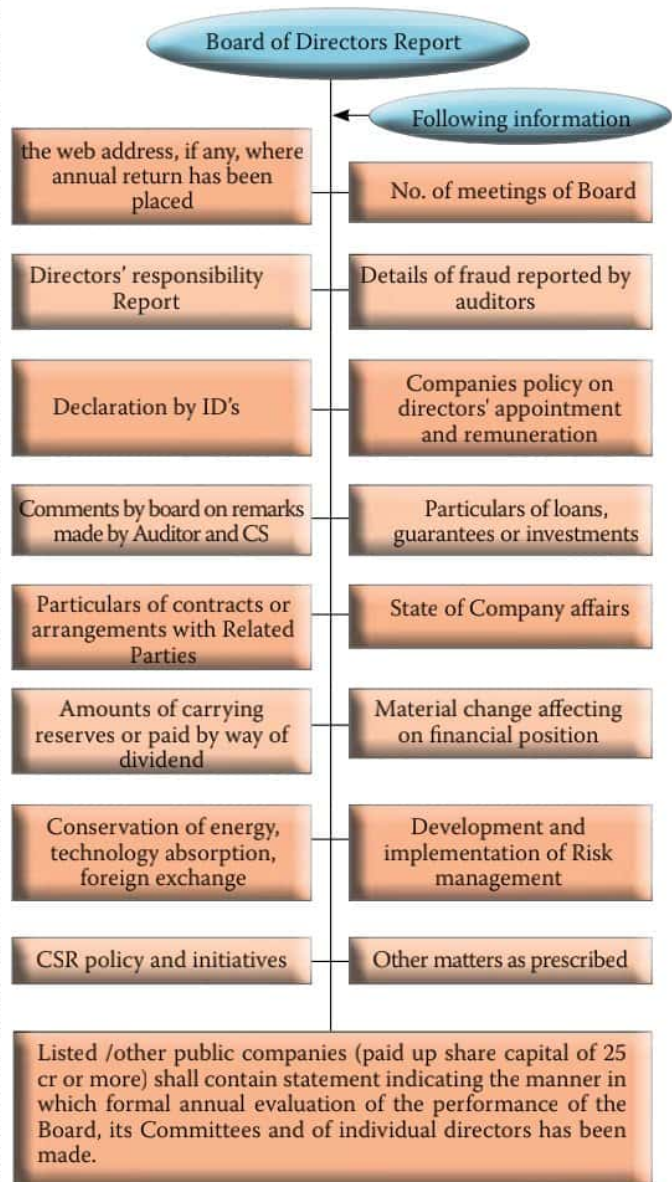 Board of Directors Report
Following information
the web address, if any, where
annual return has been
placed
No. of meetings of Board
Directors' responsibility
Report
Details of fraud reported by
auditors
Declaration by ID's
Companies policy on
directors' appointment
and remuneration
Comments by board on remarks
made by Auditor and CS
Particulars of loans,
guarantees or investments
Particulars of contracts or
arrangements with Related
Parties
State of Company affairs
Amounts of carrying
reserves or paid by way of
dividend
Material change affecting
on financial position
Conservation of energy,
technology absorption,
foreign exchange
Development and
implementation of Risk
management
CSR policy and initiatives
Other matters as prescribed
Listed /other public companies (paid up share capital of 25
cr or more) shall contain statement indicating the manner in
which formal annual evaluation of the performance of the
Board, its Committees and of individual directors has been
made.